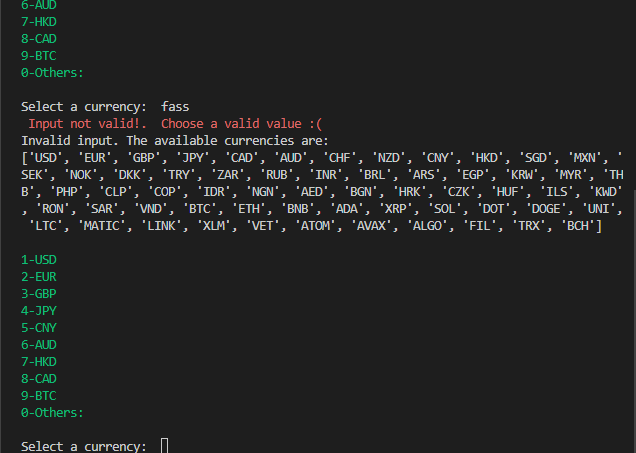 6-AUD
7-HKD
8-CAD
9-BTC
0-Others:
Select a currency:  fass
Input not valid!.  Choose a valid value :(
Invalid input. The available currencies are:
['USD', 'EUR', 'GBP', 'JPY', 'CAD', 'AUD', 'CHF', 'NZD', 'CNY', 'HKD', 'SGD', 'MXN', '
SEK', 'NOK', 'DKK', 'TRY', 'ZAR', 'RUB', 'INR', 'BRL', 'ARS', 'EGP', 'KRW', 'MYR', 'TH
B', 'PHP', 'CLP', 'COP', 'IDR', 'NGN', 'AED', 'BGN', 'HRK', 'CZK', 'HUF', 'ILS', 'KWD'
, 'RON', 'SAR', 'VND', 'BTC', 'ETH', 'BNB', 'ADA', 'XRP', 'SOL', 'DOT', 'DOGE', 'UNI',
'LTC', 'MATIC', 'LINK', 'XLM', 'VET', 'ATOM', 'AVAX', 'ALGO', 'FIL', 'TRX', 'BCH']
1-USD
2-EUR
3-GBP
4-JPY
5-CNY
6-AUD
7-HKD
8-CAD
9-BTC
0-Others:
Select a currency: